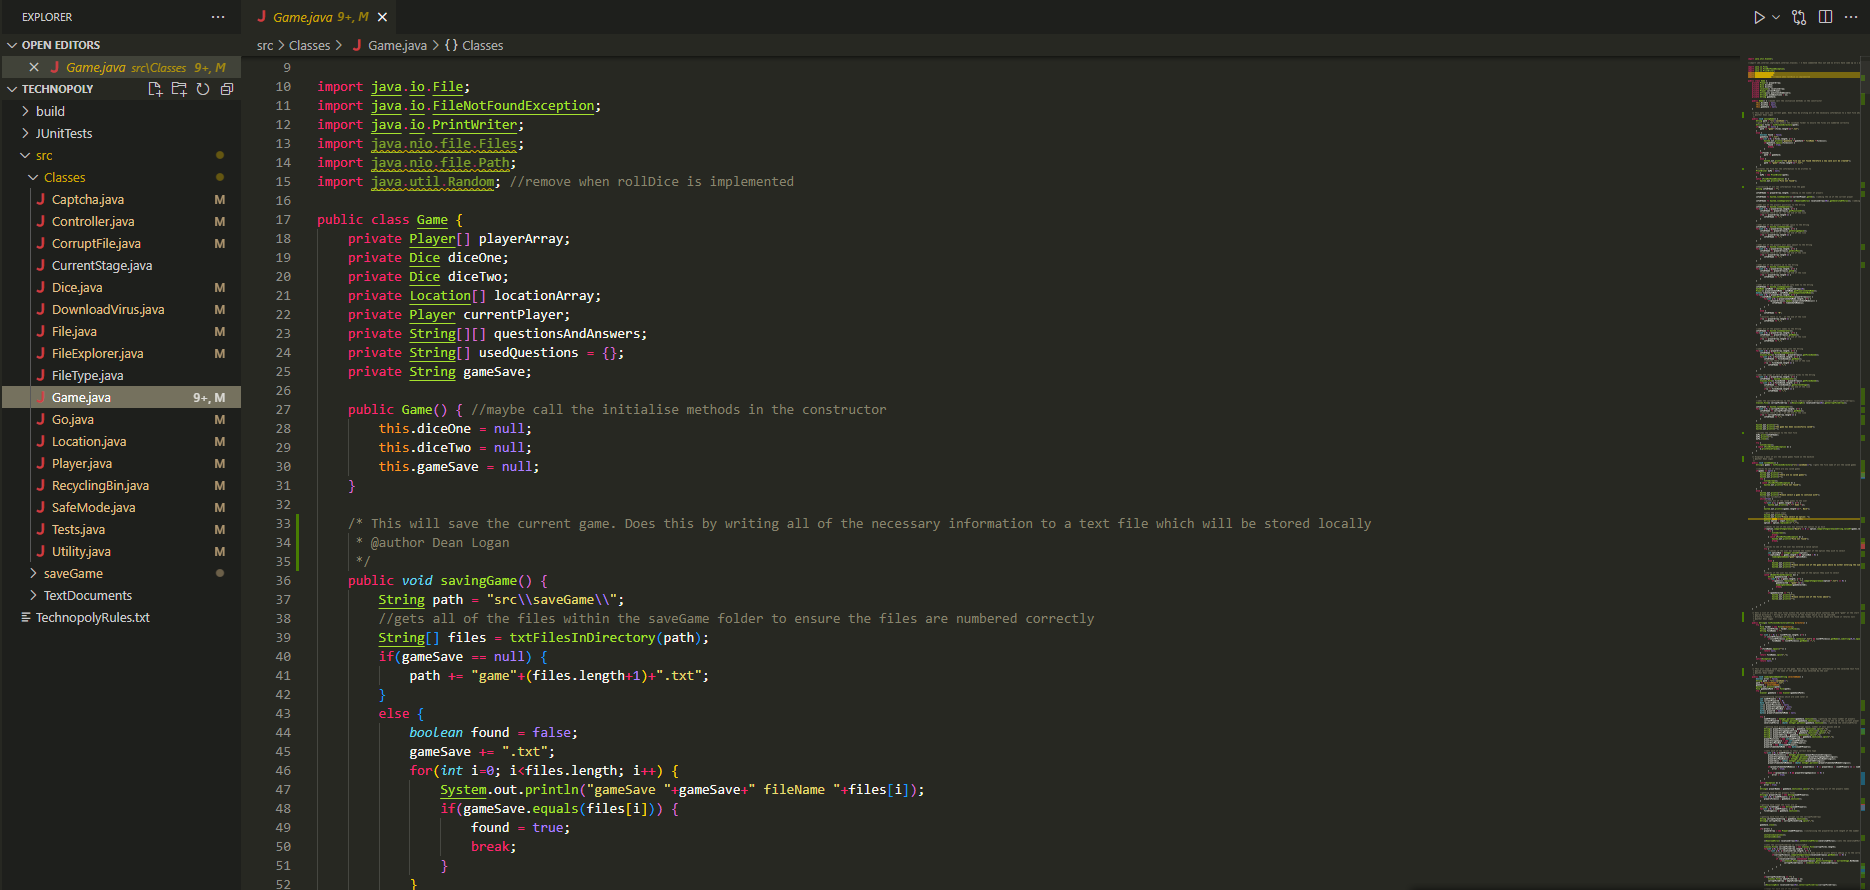 EXPLORER
OPEN EDITORS
Game.java src\Classes 9+, M
TECHNOPOLY
build
JUnitTests
src
Classes
Captcha.java M
Controller.java M
CorruptFile.java M
CurrentStage.java
Dice.java M
DownloadVirus.java M
File.java M
FileExplorer.java M
FileType.java
Game.java 9+, M
Go.java M
Location.java M
Player.java M
RecyclingBin.java M
SafeMode.java M
Tests.java M
Utility.java M
saveGame
TextDocuments
TechnopolyRules.txt
Game.java 9+, M
src > Classes > Game.java > {} Classes
9
10 import java.io.File;
11 import java.io.FileNotFoundException;
12 import java.io.PrintWriter;
13 import java.nio.file.Files;
14 import java.nio.file.Path;
15 import java.util.Random; //remove when rollDice is implemented
16
17 public class Game {
18 private Player[] playerArray;
19 private Dice diceOne;
20 private Dice diceTwo;
21 private Location[] locationArray;
22 private Player currentPlayer;
23 private String[][] questionsAndAnswers;
24 private String[] usedQuestions = {};
25 private String gameSave;
26
27 public Game() { //maybe call the initialise methods in the constructor
28 this.diceOne = null;
29 this.diceTwo = null;
30 this.gameSave = null;
31 }
32
33 /* This will save the current game. Does this by writing all of the necessary information to a text file which will be stored locally
34 * @author Dean Logan
35 */
36 public void savingGame() {
37 String path = "src\\saveGame\\";
38 //gets all of the files within the saveGame folder to ensure the files are numbered correctly
39 String[] files = txtFilesInDirectory(path);
40 if(gameSave == null) {
41 path += "game"+(files.length+1)+".txt";
42 }
43 else {
44 boolean found = false;
45 gameSave += ".txt";
46 for(int i=0; i<files.length; i++) {
47 System.out.println("gameSave "+gameSave+" fileName "+files[i]);
48 if(gameSave.equals(files[i])) {
49 found = true;
50 break;
51 }
52 }